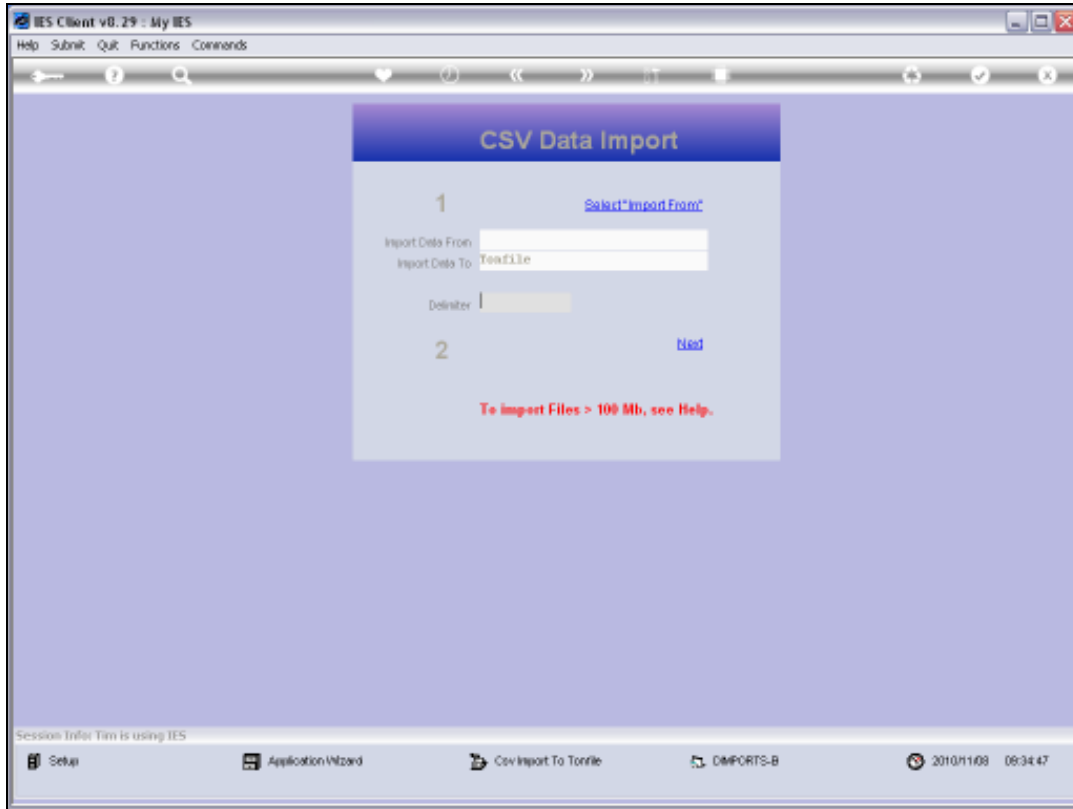 IES Client v8.29 : My IES
Help Submit Quit Functions Commands
CSV Data Import
1
Select "Import From"
Import Data From
Import Data To Tonfile
Delimiter
2
Next
To import Files > 100 Mb, see Help.
Session Info: Tim is using IES
Setup Application Wizard Csv Import To Tonfile DIMPORTS-B 2010/11/08 09:34:47